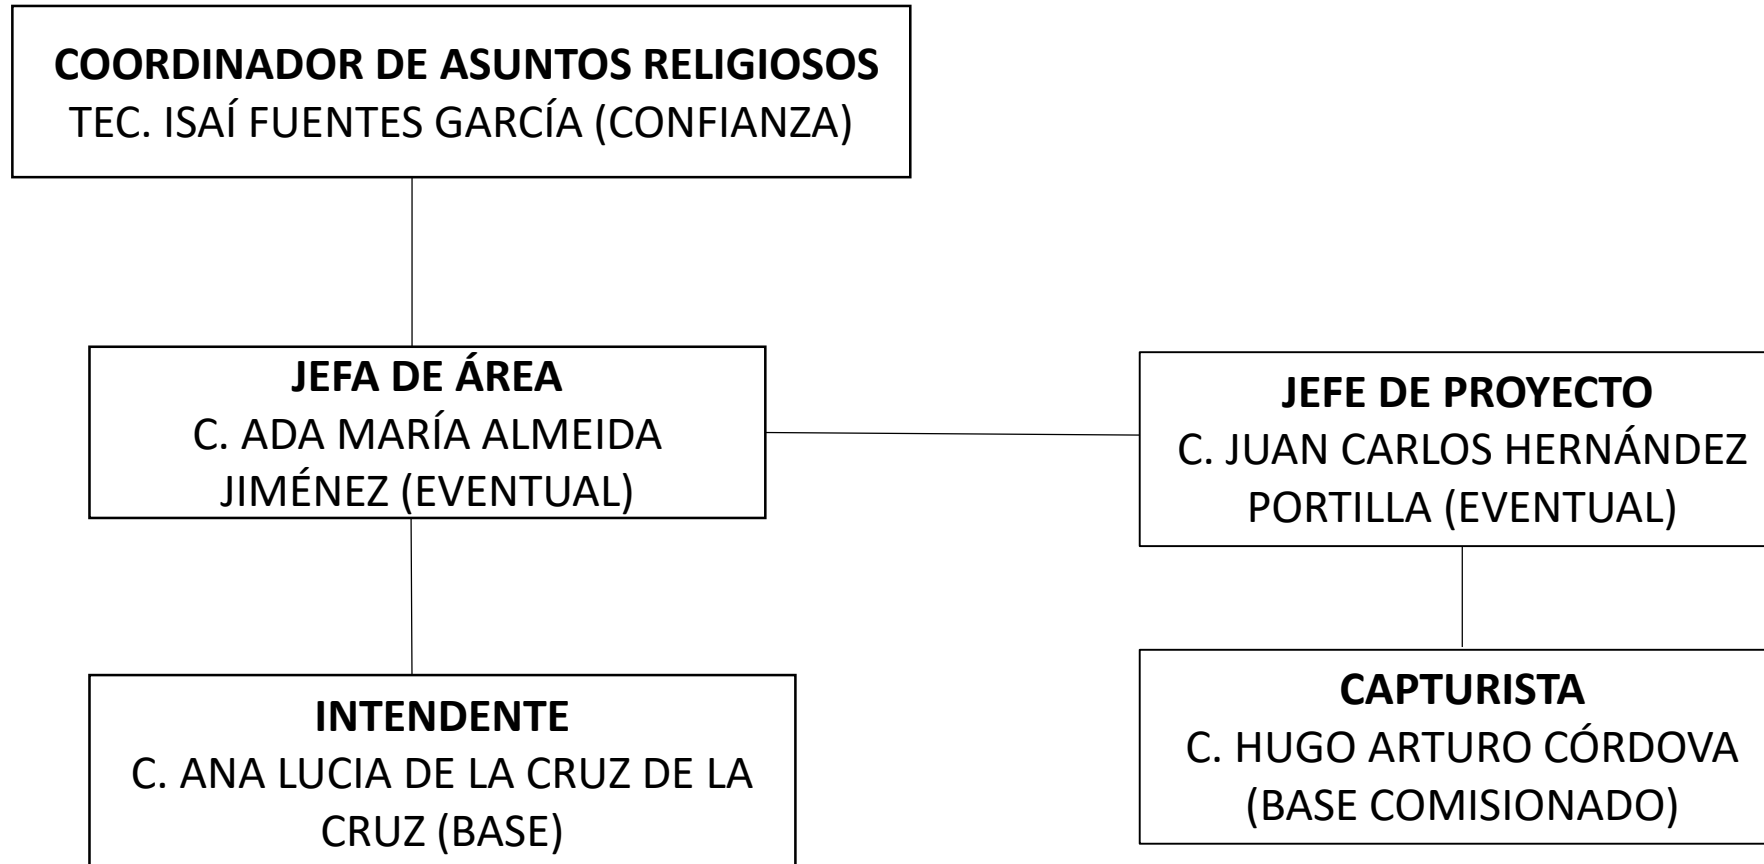 COORDINADOR DE ASUNTOS RELIGIOSOS
TEC. ISAÍ FUENTES GARCÍA (CONFIANZA)
JEFA DE ÁREA
C. ADA MARÍA ALMEIDA
JIMÉNEZ (EVENTUAL)
JEFE DE PROYECTO
C. JUAN CARLOS HERNÁNDEZ
PORTILLA (EVENTUAL)
INTENDENTE
C. ANA LUCIA DE LA CRUZ DE LA
CRUZ (BASE)
CAPTURISTA
C. HUGO ARTURO CÓRDOVA
(BASE COMISIONADO)